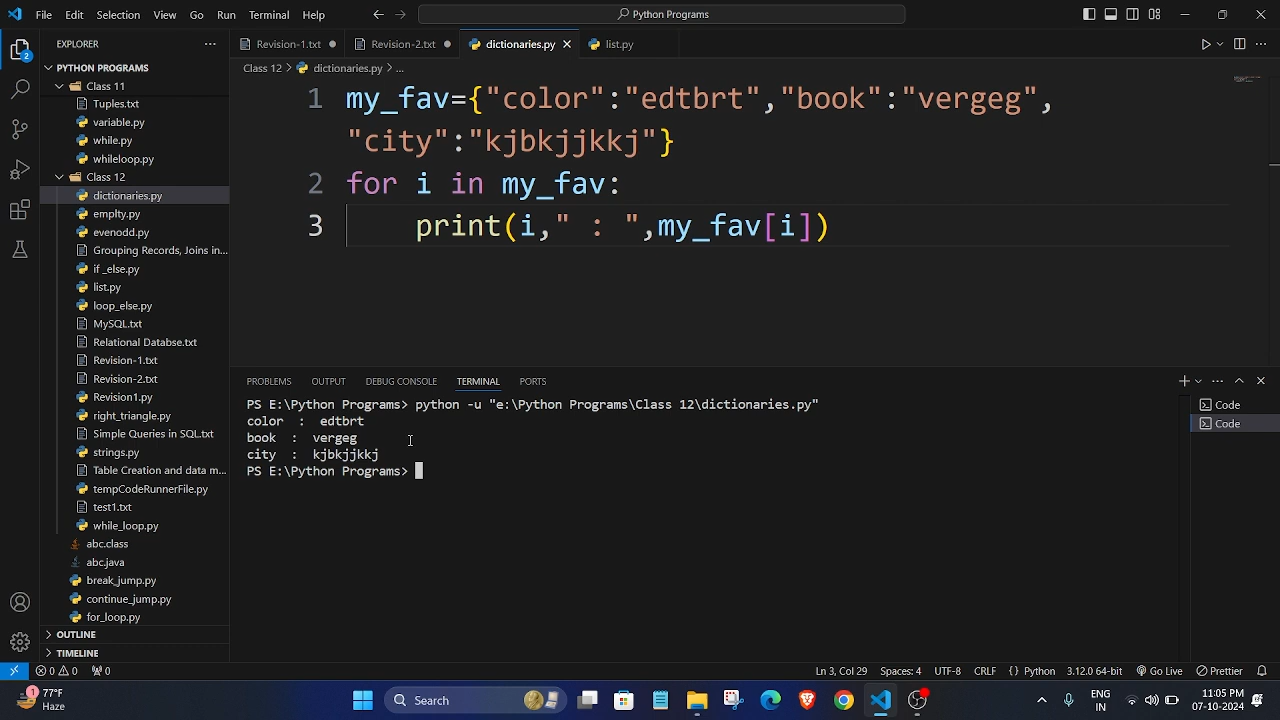 File Edit Selection View Go Run Terminal Help
Python Programs
EXPLORER
Revision-1.txt
Revision-2.txt
dictionaries.py
list.py
PYTHON PROGRAMS
Class 12 > dictionaries.py > ...
Class 11
Tuples.txt
variable.py
while.py
whileloop.py
Class 12
dictionaries.py
emplty.py
evenodd.py
Grouping Records, Joins in...
if _else.py
list.py
loop_else.py
MySQL.txt
Relational Databse.txt
Revision-1.txt
Revision-2.txt
Revision1.py
right_triangle.py
Simple Queries in SQL.txt
strings.py
Table Creation and data m...
tempCodeRunnerFile.py
test1.txt
while_loop.py
abc.class
abc.java
break_jump.py
continue_jump.py
for_loop.py
OUTLINE
TIMELINE
2
1 my_fav={"color":"edtbrt","book":"vergeg",
"city":"kjbkjjkkj"}
2 for i in my_fav:
3 print(i," : ",my_fav[i])
PROBLEMS OUTPUT DEBUG CONSOLE TERMINAL PORTS
PS E:\Python Programs> python -u "e:\Python Programs\Class 12\dictionaries.py"
color  :  edtbrt
book  :  vergeg
city  :  kjbkjjkkj
PS E:\Python Programs>
Code
Code
0 0 0
Ln 3, Col 29 Spaces: 4 UTF-8 CRLF {} Python 3.12.0 64-bit Go Live Prettier
1
77°F
Haze
Search
ENG
IN
11:05 PM
07-10-2024